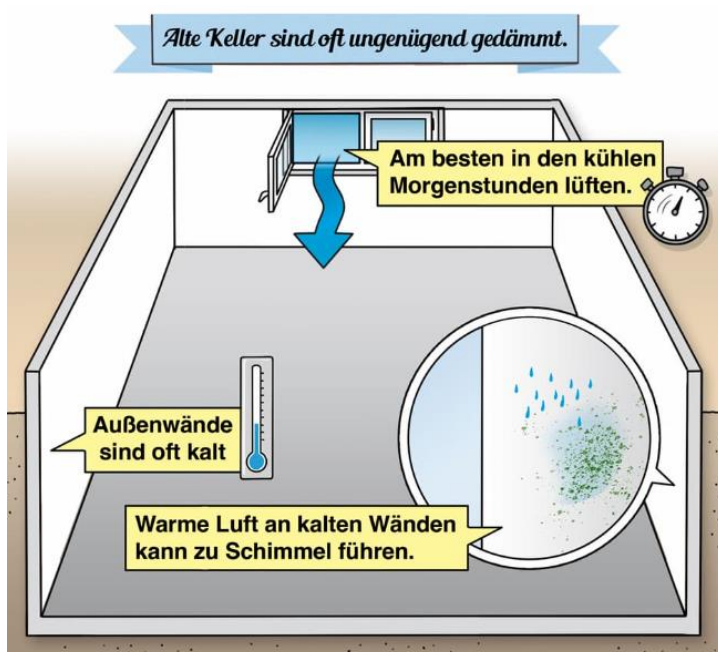 Alte Keller sind oft ungenügend gedämmt.
Am besten in den kühlen
Morgenstunden lüften.
Außenwände
sind oft kalt
Warme Luft an kalten Wänden
kann zu Schimmel führen.